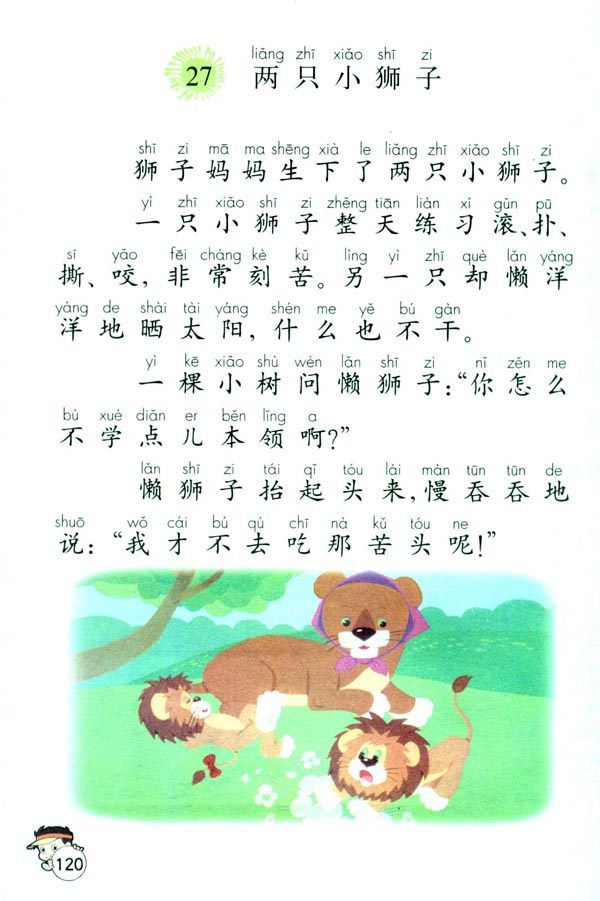 liǎng zhī xiǎo shī zi
27 两只小狮子
shī zi mā ma shēng xià le liǎng zhī xiǎo shī zi
狮子妈妈生下了两只小狮子。
yì zhī xiǎo shī zi zhěng tiān liàn xí gǔn pū
一只小狮子整天练习滚、扑、
sī yǎo fēi cháng kè kǔ lìng yì zhī què lǎn yáng
撕、咬，非常刻苦。另一只却懒洋
yáng de shài tài yáng shén me yě bú gàn
洋地晒太阳，什么也不干。
yì kē xiǎo shù wèn lǎn shī zi nǐ zěn me
一棵小树问懒狮子：“你怎么
bù xué diǎn er běn lǐng a
不学点儿本领啊？”
lǎn shī zi tái qǐ tóu lái màn tūn tūn de
懒狮子抬起头来，慢吞吞地
shuō wǒ cái bú qù chī nà kǔ tóu ne
说：“我才不去吃那苦头呢！”
120